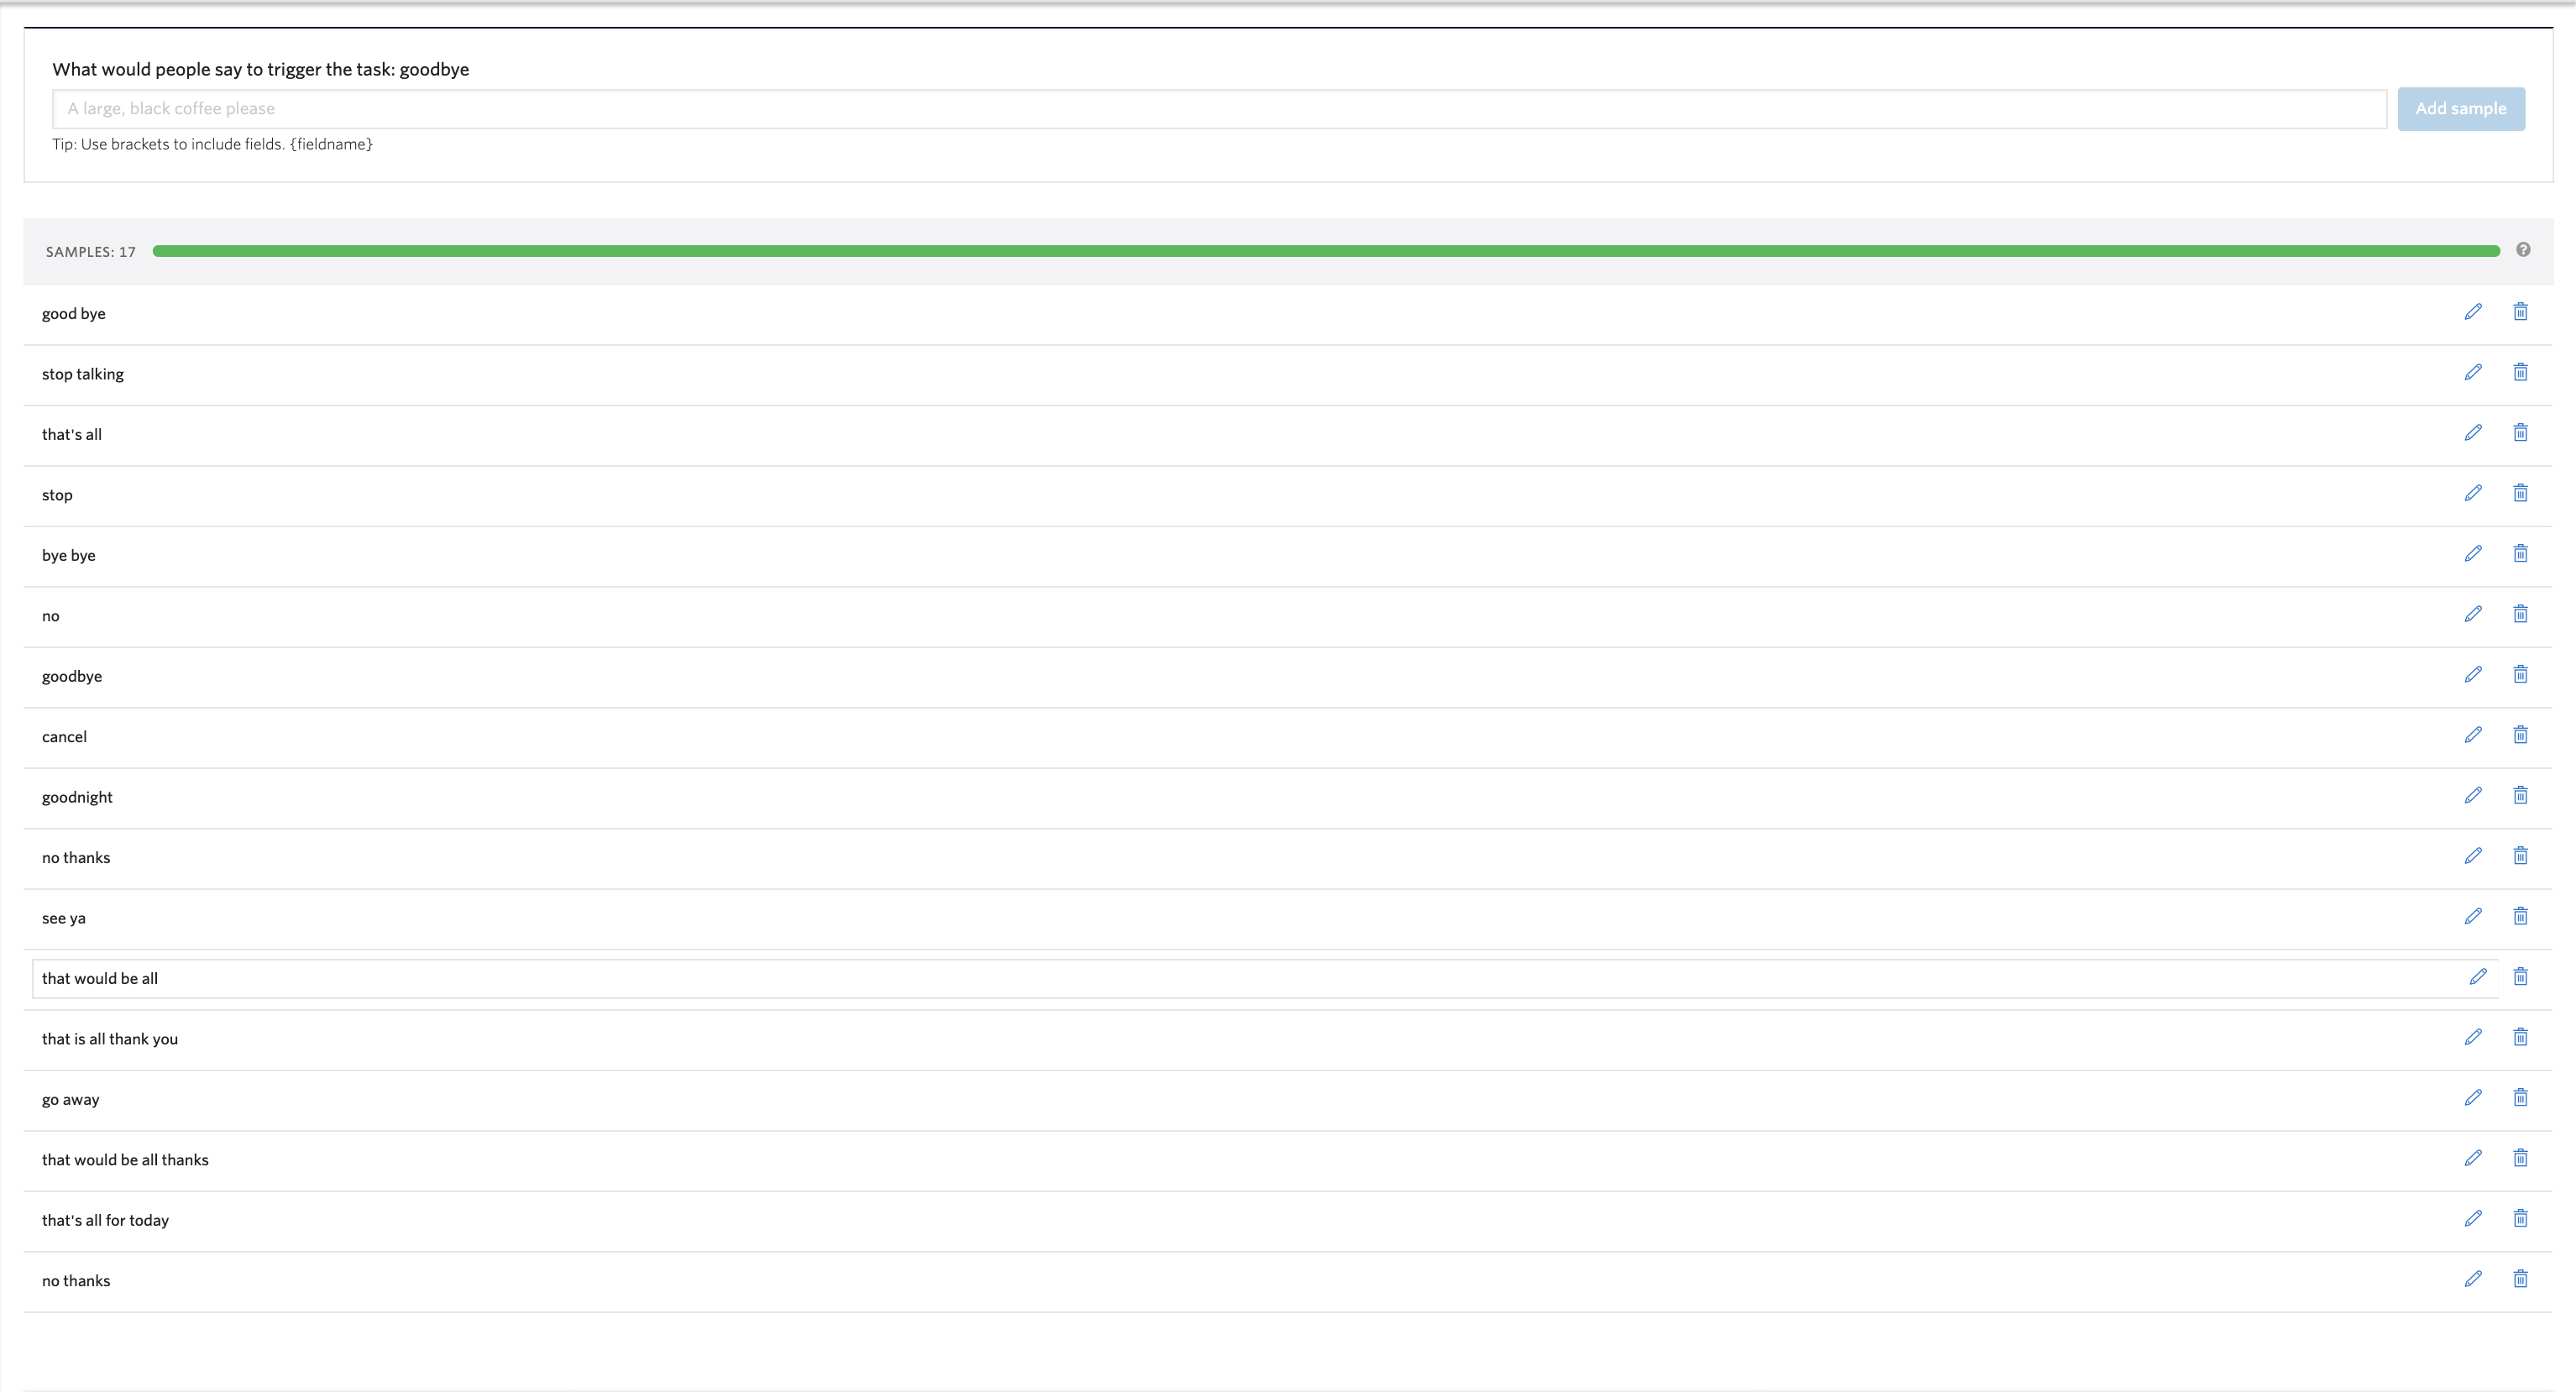 What would people say to trigger the task: goodbye
A large, black coffee please
Add sample
Tip: Use brackets to include fields. {fieldname}
SAMPLES: 17
?
good bye
stop talking
that's all
stop
bye bye
no
goodbye
cancel
goodnight
no thanks
see ya
that would be all
that is all thank you
go away
that would be all thanks
that's all for today
no thanks